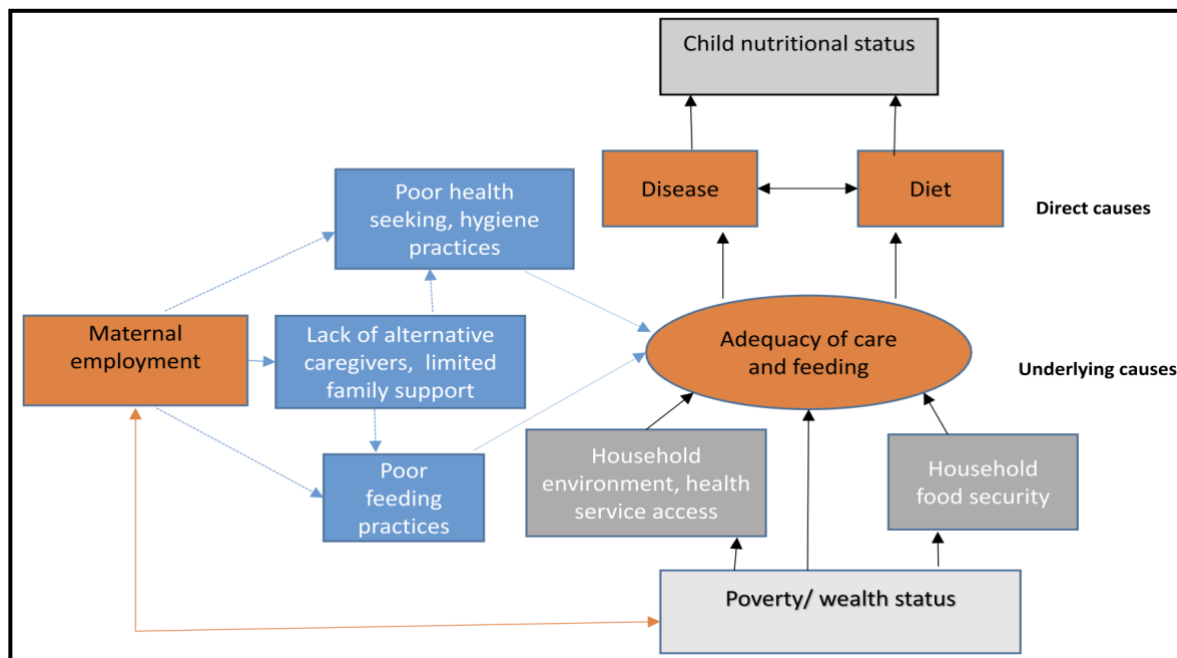 Child nutritional status
Disease
Diet
Direct causes
Poor health
seeking, hygiene
practices
Maternal
employment
Lack of alternative
caregivers, limited
family support
Adequacy of care
and feeding
Underlying causes
Poor
feeding
practices
Household
environment, health
service access
Household
food security
Poverty/ wealth status